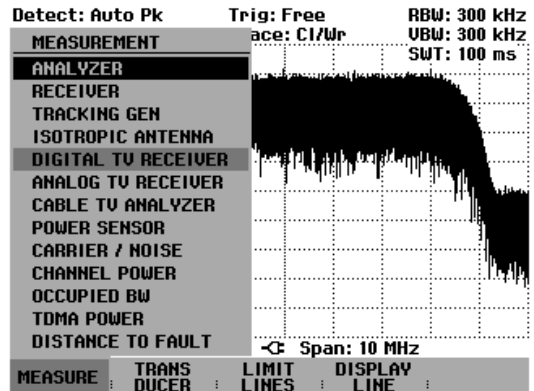 Detect: Auto Pk Trig: Free RBW: 300 kHz
ace: Cl/Wr VBW: 300 kHz
SWT: 100 ms
MEASUREMENT
ANALYZER
RECEIVER
TRACKING GEN
ISOTROPIC ANTENNA
DIGITAL TV RECEIVER
ANALOG TV RECEIVER
CABLE TV ANALYZER
POWER SENSOR
CARRIER / NOISE
CHANNEL POWER
OCCUPIED BW
TDMA POWER
DISTANCE TO FAULT
Span: 10 MHz
MEASURE
TRANS
DUCER
LIMIT
LINES
DISPLAY
LINE